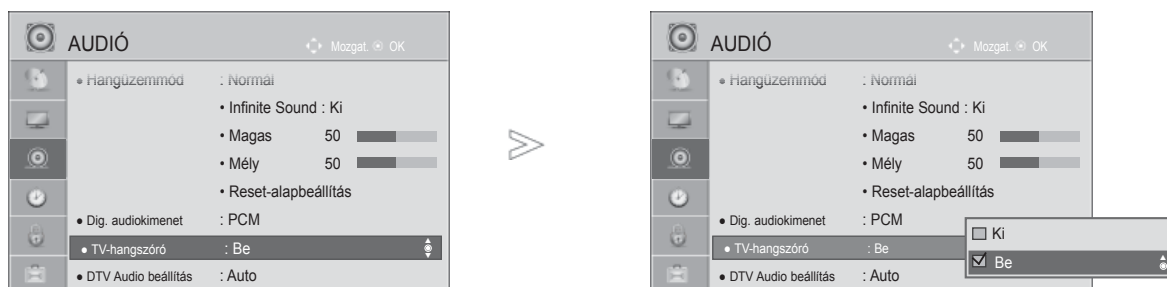 AUDIÓ
Mozgat. OK
• Hangüzemmód : Normál
• Infinite Sound : Ki
• Magas 50
• Mély 50
• Reset-alapbeállítás
• Dig. audiokimenet : PCM
• TV-hangszóró : Be
• DTV Audio beállítás : Auto
>
AUDIÓ
Mozgat. OK
• Hangüzemmód : Normál
• Infinite Sound : Ki
• Magas 50
• Mély 50
• Reset-alapbeállítás
• Dig. audiokimenet : PCM
• TV-hangszóró : Be
• DTV Audio beállítás : Auto
Ki
Be